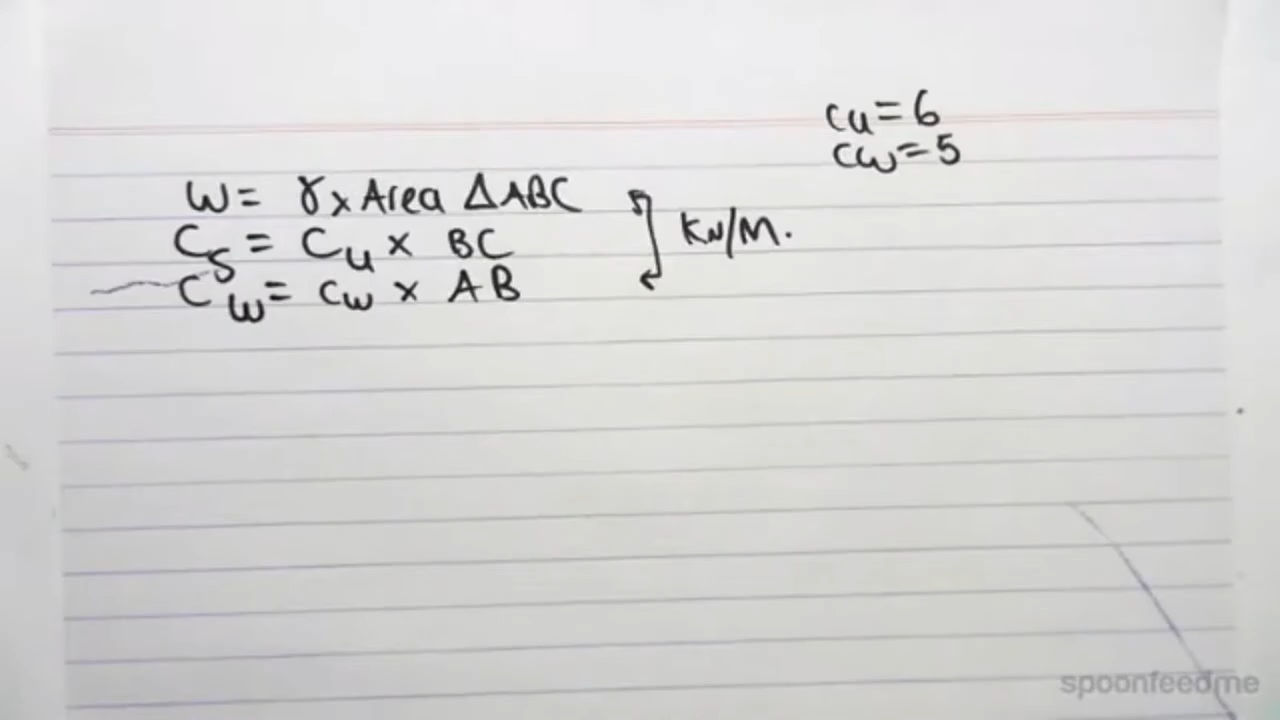 cu = 6
cw = 5
W = γ x Area ΔABC
Cs = Cu x BC
Cw = cw x AB
KN/M.
spoonfeedme